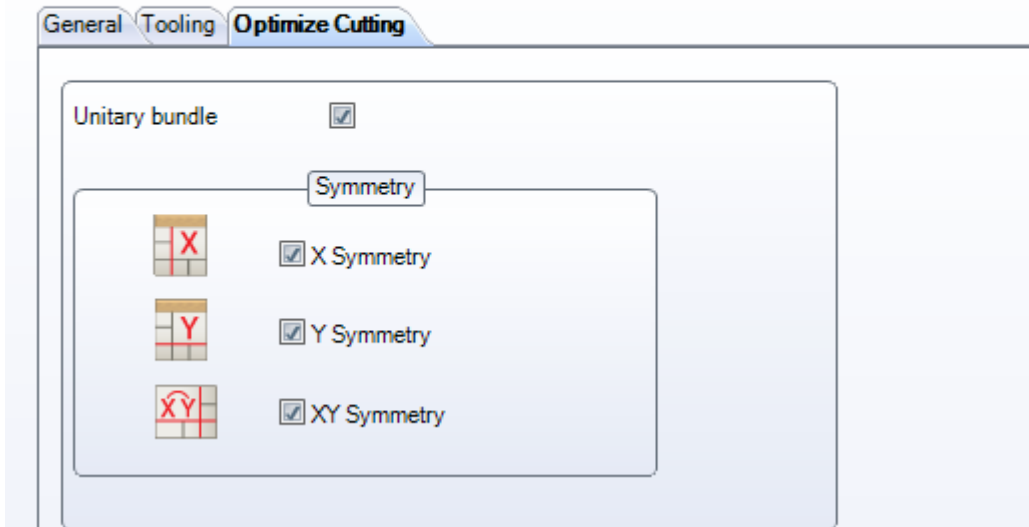 General Tooling Optimize Cutting
Unitary bundle
Symmetry
X X Symmetry
Y Y Symmetry
XY XY Symmetry